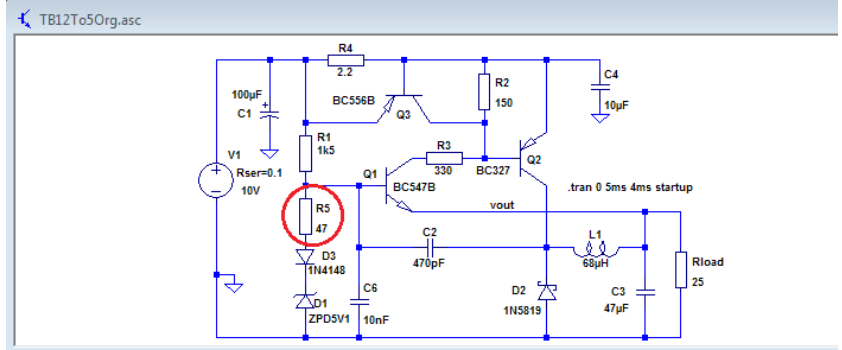 TB12To5Org.asc
R4
2.2
C4
10µF
R2
150
100µF
C1
+
BC556B
Q3
R1
1k5
V1
+
Rser=0.1
10V
R3
330
Q1
BC547B
BC327
Q2
.tran 0 5ms 4ms startup
vout
R5
47
C2
470pF
L1
68µH
Rload
25
D3
1N4148
C6
10nF
D1
ZPD5V1
D2
1N5819
C3
47µF